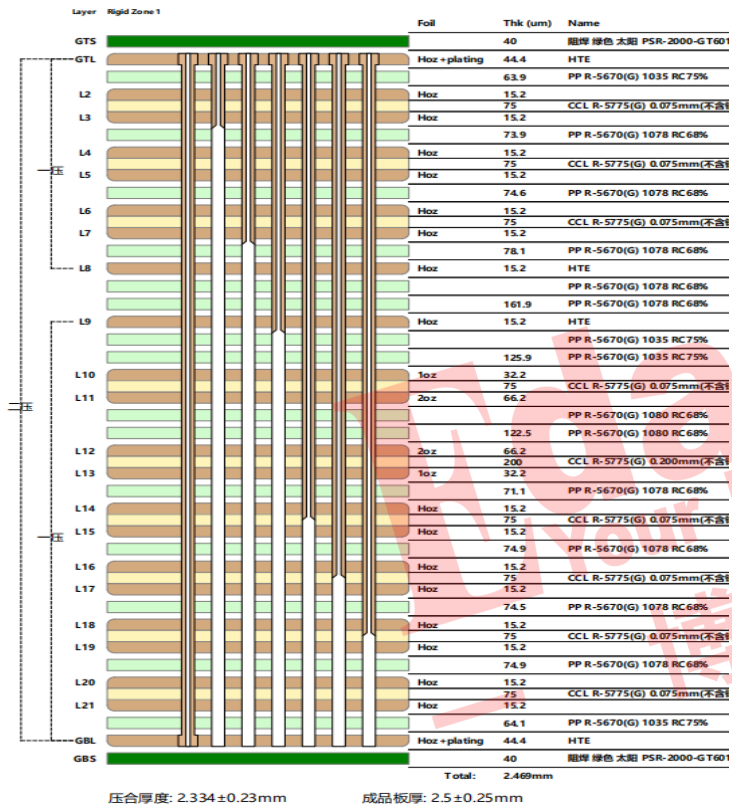 Layer Rigid Zone 1
Foil Thk (um) Name
GTS 40 阻焊 绿色 太阳 PSR-2000-GT601
GTL Hoz+plating 44.4 HTE
63.9 PP R-5670(G) 1035 RC75%
L2 Hoz 15.2
75 CCL R-5775(G) 0.075mm(不含铜
L3 Hoz 15.2
73.9 PP R-5670(G) 1078 RC68%
L4 Hoz 15.2
75 CCL R-5775(G) 0.075mm(不含铜
一压 L5 Hoz 15.2
74.6 PP R-5670(G) 1078 RC68%
L6 Hoz 15.2
75 CCL R-5775(G) 0.075mm(不含铜
L7 Hoz 15.2
78.1 PP R-5670(G) 1078 RC68%
L8 Hoz 15.2 HTE
PP R-5670(G) 1078 RC68%
161.9 PP R-5670(G) 1078 RC68%
L9 Hoz 15.2 HTE
PP R-5670(G) 1035 RC75%
125.9 PP R-5670(G) 1035 RC75%
L10 1oz 32.2
75 CCL R-5775(G) 0.075mm(不含铜
L11 2oz 66.2
二压
PP R-5670(G) 1080 RC68%
122.5 PP R-5670(G) 1080 RC68%
L12 2oz 66.2
200 CCL R-5775(G) 0.200mm(不含铜
L13 1oz 32.2
71.1 PP R-5670(G) 1078 RC68%
L14 Hoz 15.2
75 CCL R-5775(G) 0.075mm(不含铜
一压 L15 Hoz 15.2
74.9 PP R-5670(G) 1078 RC68%
L16 Hoz 15.2
75 CCL R-5775(G) 0.075mm(不含铜
L17 Hoz 15.2
74.5 PP R-5670(G) 1078 RC68%
L18 Hoz 15.2
75 CCL R-5775(G) 0.075mm(不含铜
L19 Hoz 15.2
74.9 PP R-5670(G) 1078 RC68%
L20 Hoz 15.2
75 CCL R-5775(G) 0.075mm(不含铜
L21 Hoz 15.2
64.1 PP R-5670(G) 1035 RC75%
GBL Hoz+plating 44.4 HTE
GBS 40 阻焊 绿色 太阳 PSR-2000-GT601
Total: 2.469mm
压合厚度: 2.334±0.23mm 成品板厚: 2.5±0.25mm
Eda
Your
博